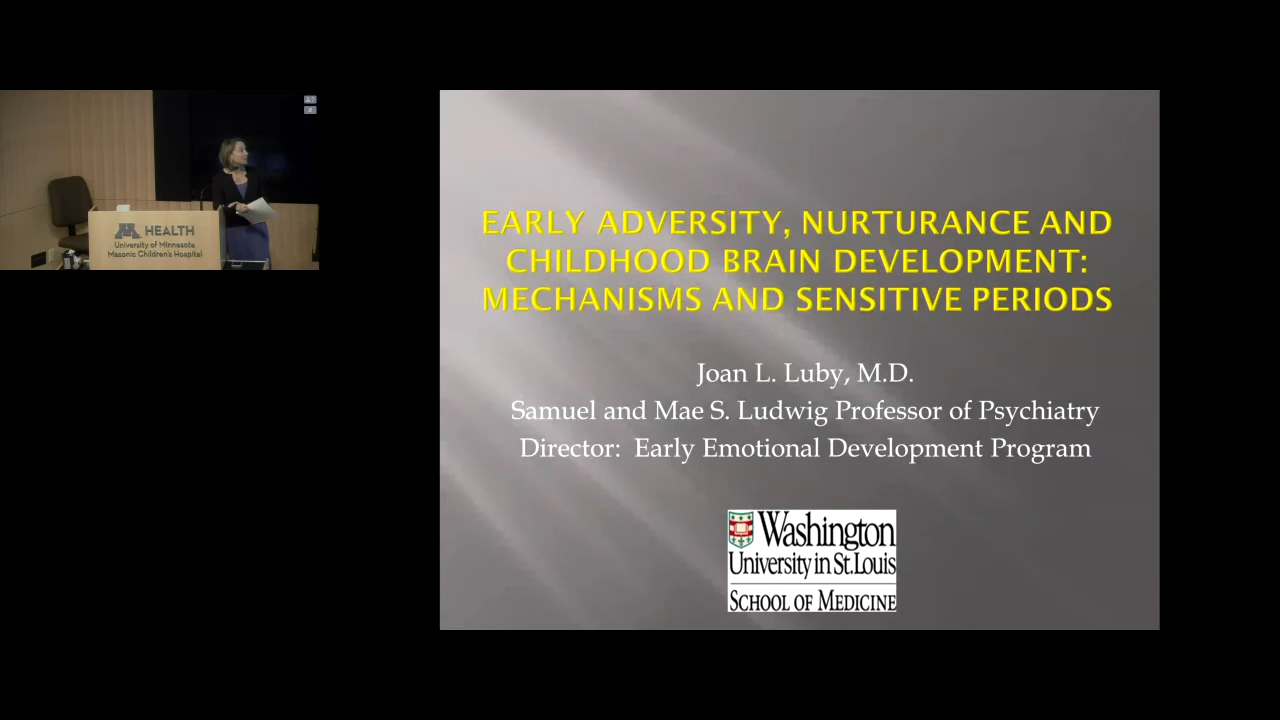 HEALTH
University of Minnesota
Masonic Children's Hospital
EARLY ADVERSITY, NURTURANCE AND
CHILDHOOD BRAIN DEVELOPMENT:
MECHANISMS AND SENSITIVE PERIODS
Joan L. Luby, M.D.
Samuel and Mae S. Ludwig Professor of Psychiatry
Director: Early Emotional Development Program
Washington
University in St. Louis
SCHOOL OF MEDICINE